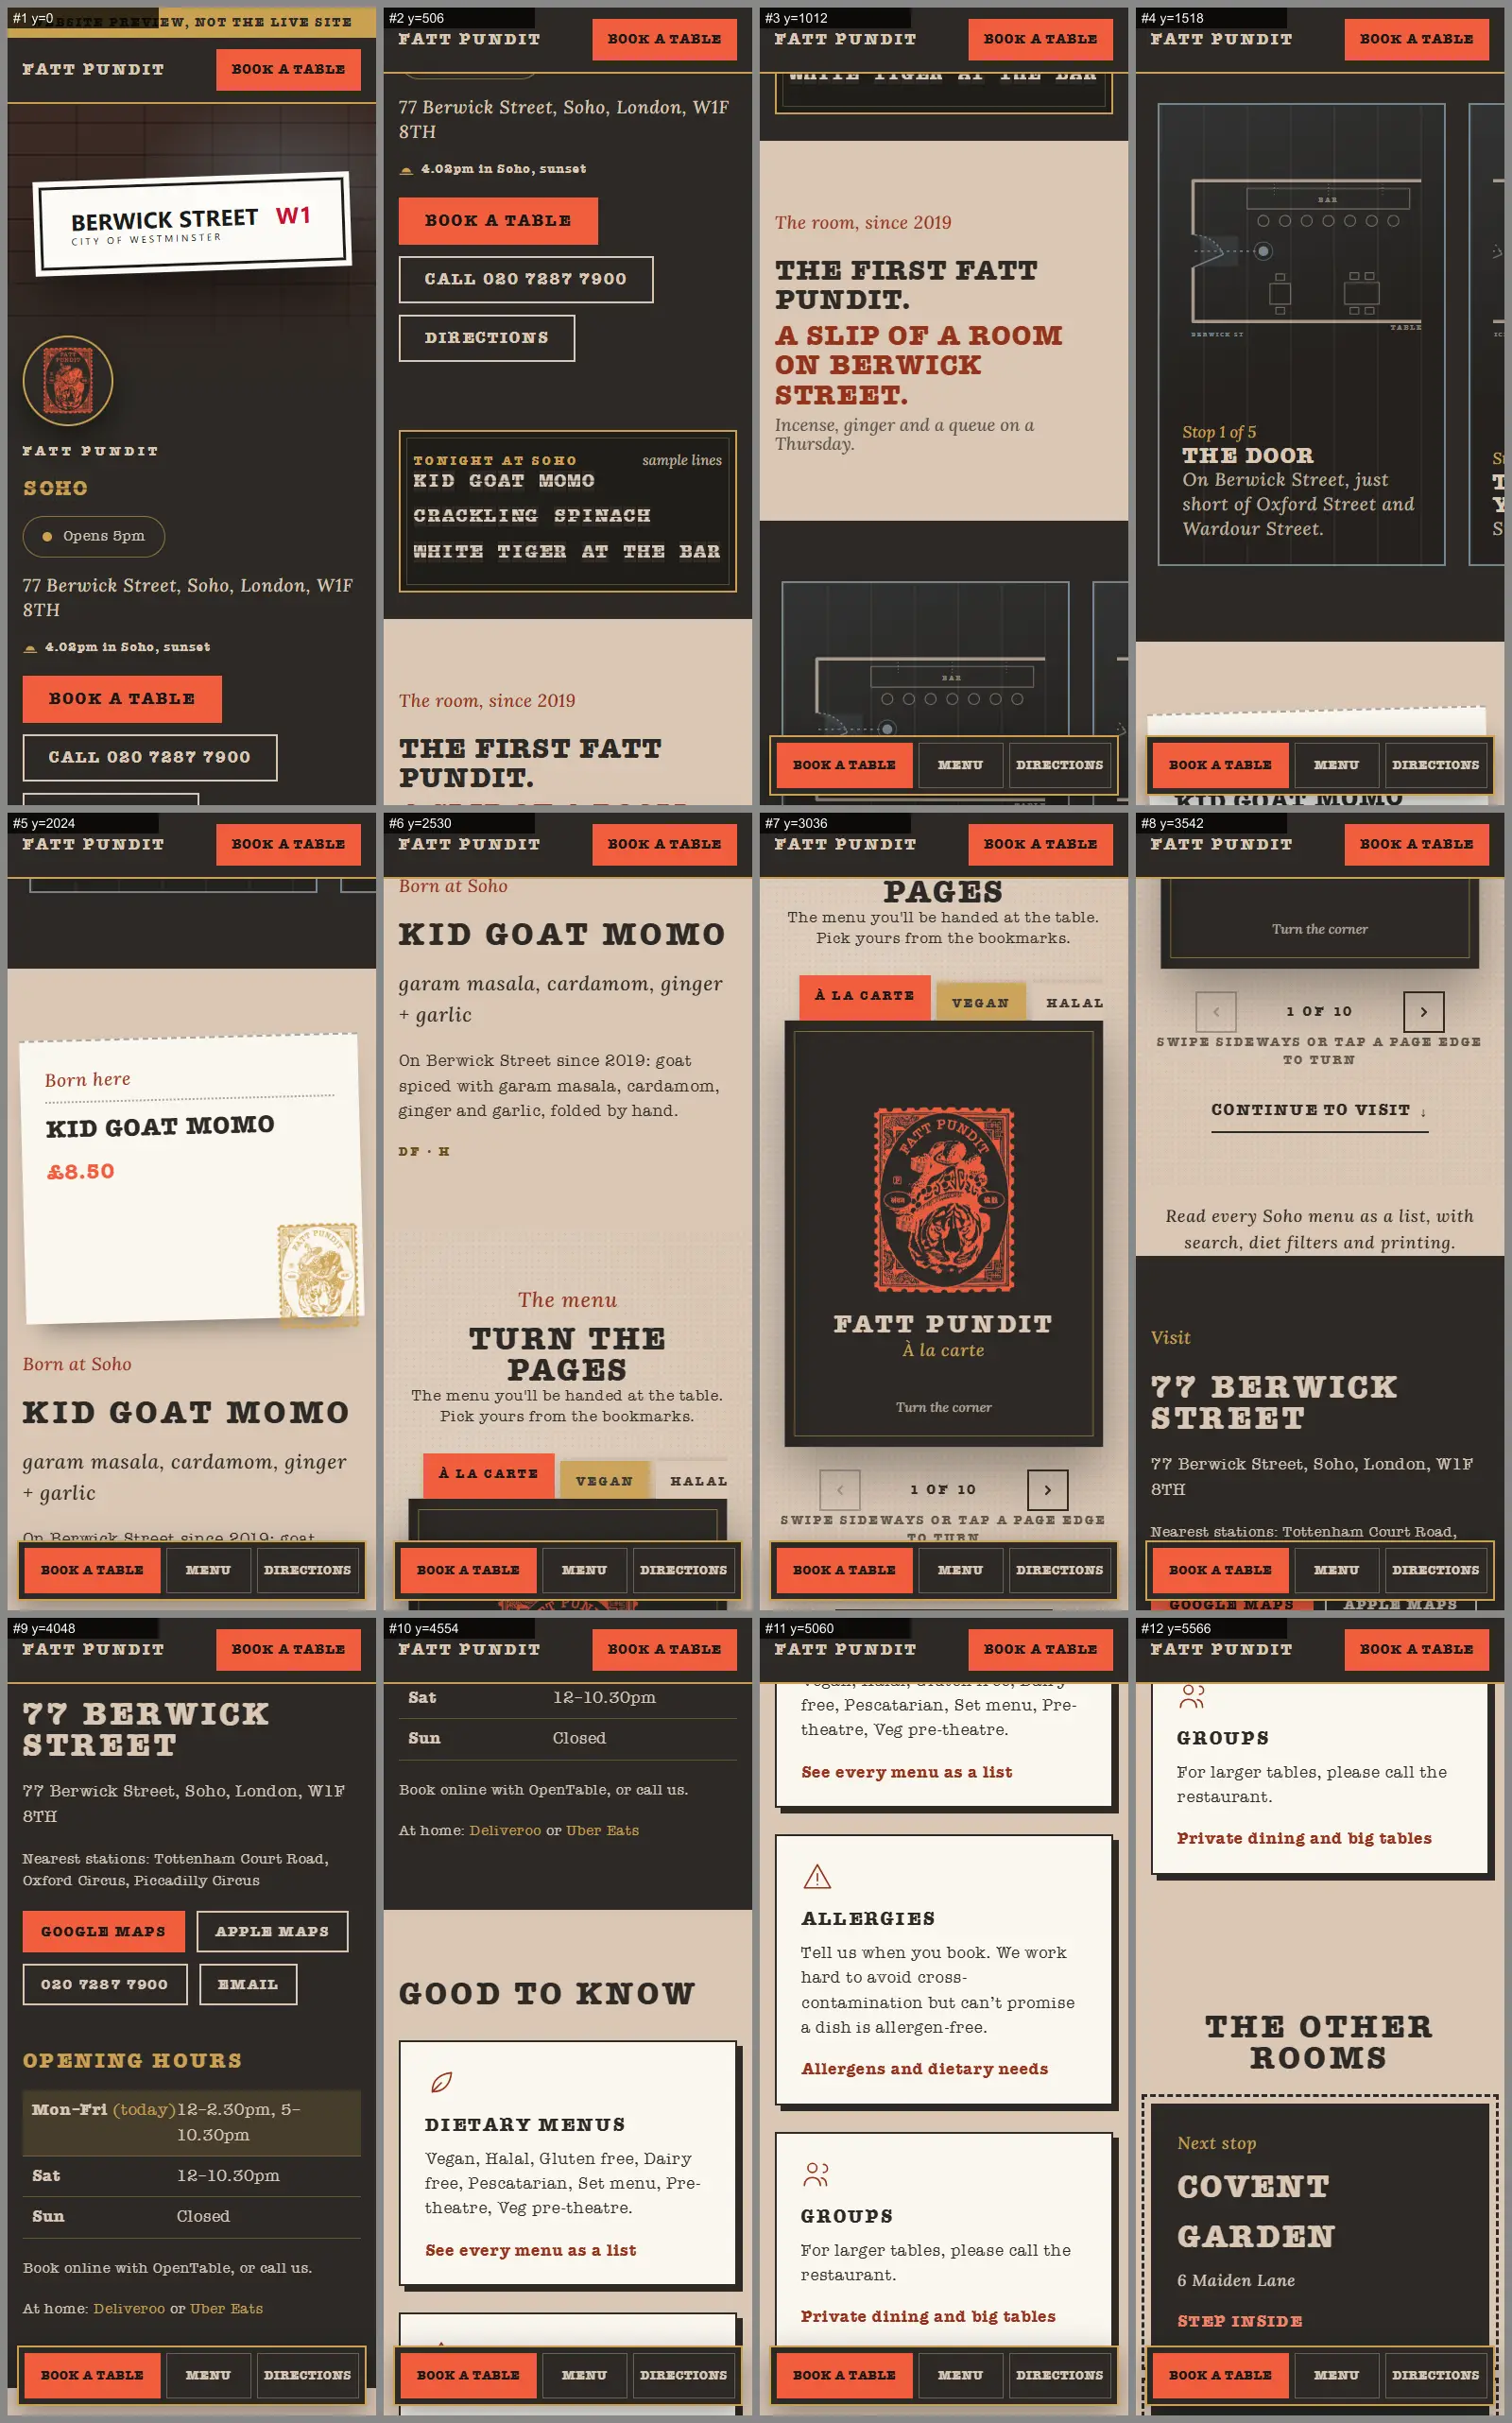 #1 y=0
WEBSITE PREVIEW, NOT THE LIVE SITE
FATT PUNDIT
BOOK A TABLE
BERWICK STREET W1
CITY OF WESTMINSTER
FATT PUNDIT
FATT PUNDIT
SOHO
Opens 5pm
77 Berwick Street, Soho, London, W1F
8TH
4.02pm in Soho, sunset
BOOK A TABLE
CALL 020 7287 7900
#2 y=506
FATT PUNDIT
BOOK A TABLE
77 Berwick Street, Soho, London, W1F
8TH
4.02pm in Soho, sunset
BOOK A TABLE
CALL 020 7287 7900
DIRECTIONS
TONIGHT AT SOHO
sample lines
KID GOAT MOMO
CRACKLING SPINACH
WHITE TIGER AT THE BAR
The room, since 2019
THE FIRST FATT
PUNDIT.
#3 y=1012
FATT PUNDIT
BOOK A TABLE
WHITE TIGER AT THE BAR
The room, since 2019
THE FIRST FATT
PUNDIT.
A SLIP OF A ROOM
ON BERWICK
STREET.
Incense, ginger and a queue on a
Thursday.
BAR
BOOK A TABLE
MENU
DIRECTIONS
#4 y=1518
FATT PUNDIT
BOOK A TABLE
BAR
BERWICK ST
TABLE
Stop 1 of 5
THE DOOR
On Berwick Street, just
short of Oxford Street and
Wardour Street.
BOOK A TABLE
MENU
DIRECTIONS
KID GOAT MOMO
#5 y=2024
FATT PUNDIT
BOOK A TABLE
Born here
KID GOAT MOMO
£8.50
FATT PUNDIT
Born at Soho
KID GOAT MOMO
garam masala, cardamom, ginger
+ garlic
On Berwick Street since 2019: goat
BOOK A TABLE
MENU
DIRECTIONS
#6 y=2530
FATT PUNDIT
BOOK A TABLE
Born at Soho
KID GOAT MOMO
garam masala, cardamom, ginger
+ garlic
On Berwick Street since 2019: goat
spiced with garam masala, cardamom,
ginger and garlic, folded by hand.
DF · H
The menu
TURN THE
PAGES
The menu you'll be handed at the table.
Pick yours from the bookmarks.
À LA CARTE
VEGAN
HALAL
BOOK A TABLE
MENU
DIRECTIONS
#7 y=3036
FATT PUNDIT
BOOK A TABLE
PAGES
The menu you'll be handed at the table.
Pick yours from the bookmarks.
À LA CARTE
VEGAN
HALAL
FATT PUNDIT
FATT PUNDIT
À la carte
Turn the corner
1 OF 10
SWIPE SIDEWAYS OR TAP A PAGE EDGE
TO TURN
BOOK A TABLE
MENU
DIRECTIONS
#8 y=3542
FATT PUNDIT
BOOK A TABLE
Turn the corner
1 OF 10
SWIPE SIDEWAYS OR TAP A PAGE EDGE
TO TURN
CONTINUE TO VISIT ↓
Read every Soho menu as a list, with
search, diet filters and printing.
Visit
77 BERWICK
STREET
77 Berwick Street, Soho, London, W1F
8TH
Nearest stations: Tottenham Court Road,
BOOK A TABLE
MENU
DIRECTIONS
GOOGLE MAPS
APPLE MAPS
#9 y=4048
FATT PUNDIT
BOOK A TABLE
77 BERWICK
STREET
77 Berwick Street, Soho, London, W1F
8TH
Nearest stations: Tottenham Court Road,
Oxford Circus, Piccadilly Circus
GOOGLE MAPS
APPLE MAPS
020 7287 7900
EMAIL
OPENING HOURS
Mon–Fri (today) 12–2.30pm, 5–
10.30pm
Sat 12–10.30pm
Sun Closed
Book online with OpenTable, or call us.
At home: Deliveroo or Uber Eats
BOOK A TABLE
MENU
DIRECTIONS
#10 y=4554
FATT PUNDIT
BOOK A TABLE
Sat 12–10.30pm
Sun Closed
Book online with OpenTable, or call us.
At home: Deliveroo or Uber Eats
GOOD TO KNOW
DIETARY MENUS
Vegan, Halal, Gluten free, Dairy
free, Pescatarian, Set menu, Pre-
theatre, Veg pre-theatre.
See every menu as a list
BOOK A TABLE
MENU
DIRECTIONS
#11 y=5060
FATT PUNDIT
BOOK A TABLE
Vegan, Halal, Gluten free, Dairy
free, Pescatarian, Set menu, Pre-
theatre, Veg pre-theatre.
See every menu as a list
ALLERGIES
Tell us when you book. We work
hard to avoid cross-
contamination but can’t promise
a dish is allergen-free.
Allergens and dietary needs
GROUPS
For larger tables, please call the
restaurant.
Private dining and big tables
BOOK A TABLE
MENU
DIRECTIONS
#12 y=5566
FATT PUNDIT
BOOK A TABLE
GROUPS
For larger tables, please call the
restaurant.
Private dining and big tables
THE OTHER
ROOMS
Next stop
COVENT
GARDEN
6 Maiden Lane
STEP INSIDE
BOOK A TABLE
MENU
DIRECTIONS